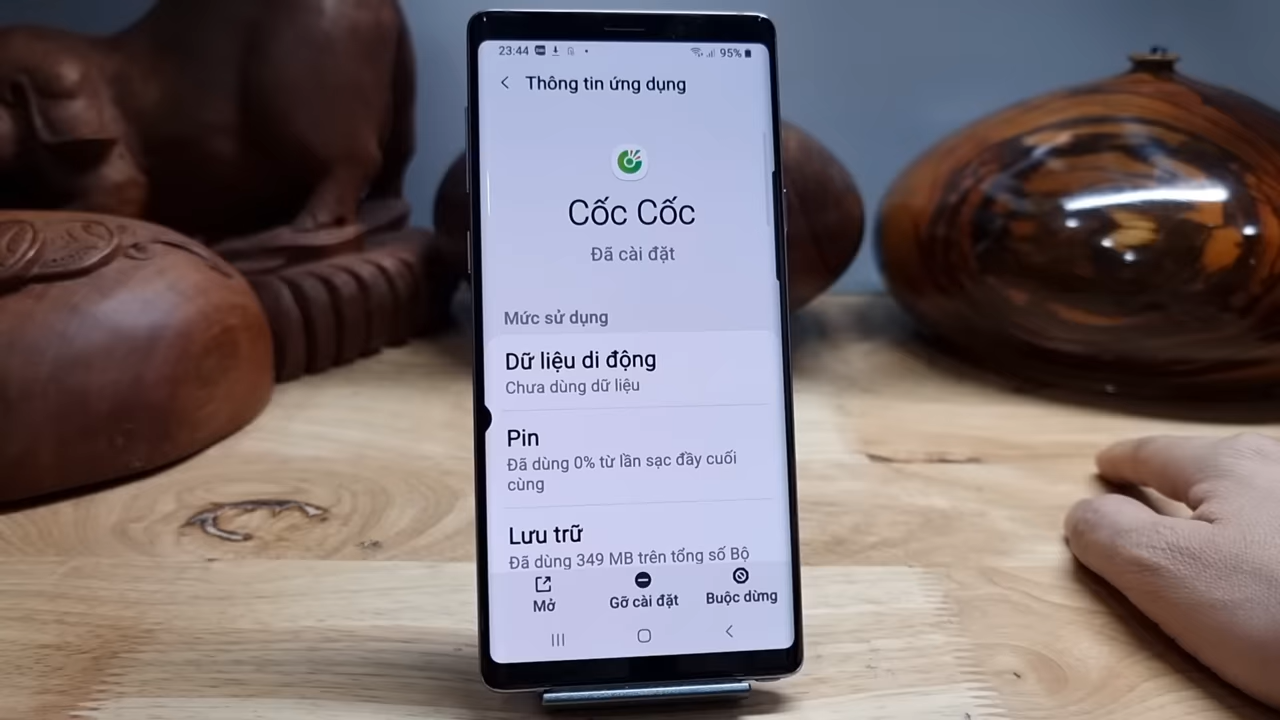 23:44
95%
Thông tin ứng dụng
Cốc Cốc
Đã cài đặt
Mức sử dụng
Dữ liệu di động
Chưa dùng dữ liệu
Pin
Đã dùng 0% từ lần sạc đầy cuối
cùng
Lưu trữ
Đã dùng 349 MB trên tổng số Bộ
Mở
Gỡ cài đặt
Buộc dừng